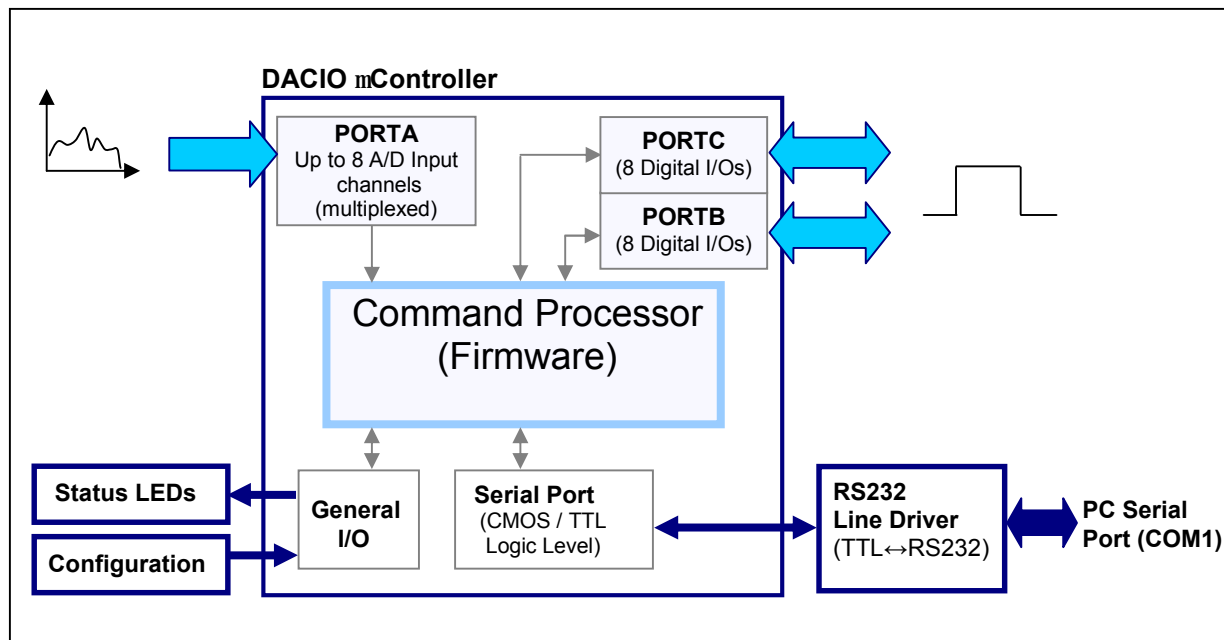 DACIO mController
PORTA
Up to 8 A/D Input
channels
(multiplexed)
PORTC
(8 Digital I/Os)
PORTB
(8 Digital I/Os)
Command Processor
(Firmware)
Status LEDs
Configuration
General
I/O
Serial Port
(CMOS / TTL
Logic Level)
RS232
Line Driver
(TTL↔RS232)
PC Serial
Port (COM1)